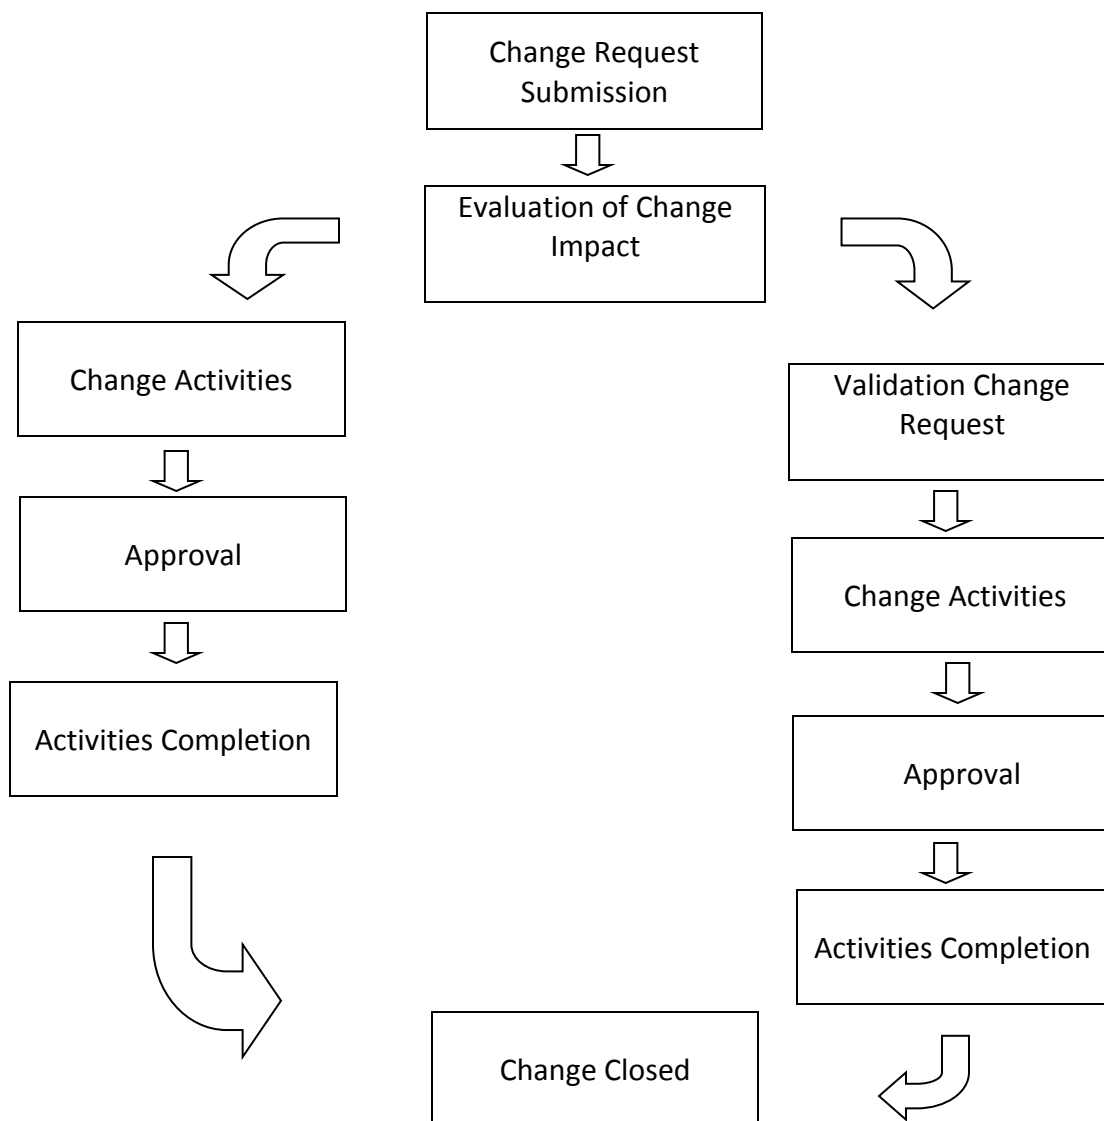 Change Request
Submission
Evaluation of Change
Impact
Change Activities
Approval
Activities Completion
Validation Change
Request
Change Activities
Approval
Activities Completion
Change Closed